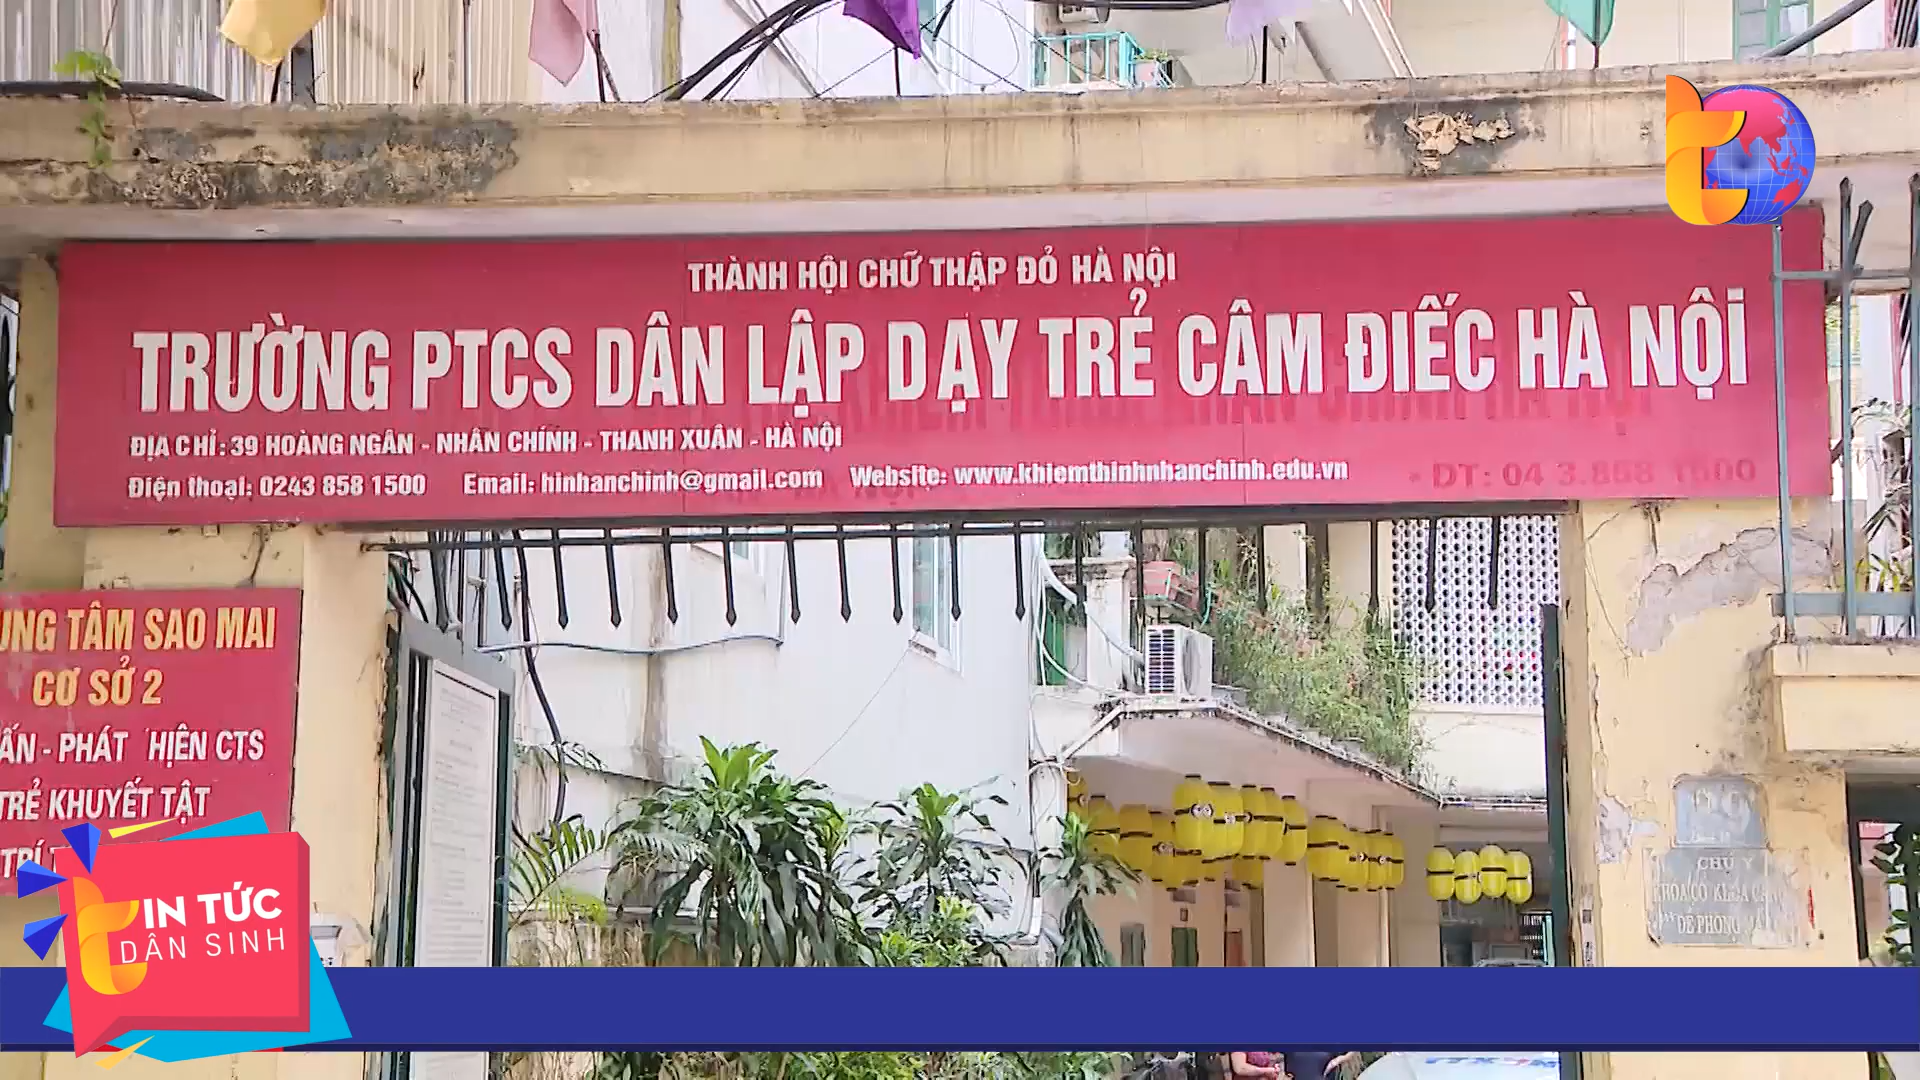 THÀNH HỘI CHỮ THẬP ĐỎ HÀ NỘI
TRƯỜNG PTCS DÂN LẬP DẠY TRẺ CÂM ĐIẾC HÀ NỘI
ĐỊA CHỈ: 39 HOÀNG NGÂN - NHÂN CHÍNH - THANH XUÂN - HÀ NỘI
Điện thoại: 0243 858 1500 Email: hinhanchinh@gmail.com Website: www.khiemthinhnhanchinh.edu.vn
ĐT: 04 3.858 1500
TÂM SAO MAI
CƠ SỞ 2
- PHÁT HIỆN CTS
TRẺ KHUYẾT TẬT
CHÚ Ý
ĐỀ PHÒNG
TIN TỨC
DÂN SINH